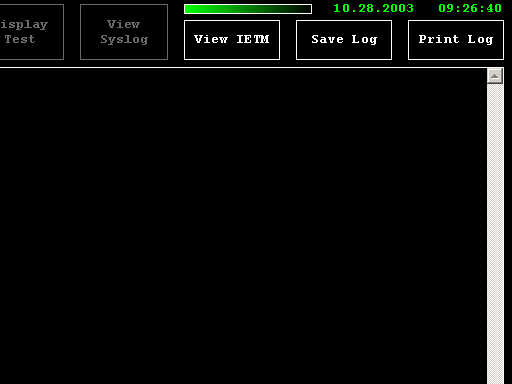 10.28.2003 09:26:40
isplay
Test
View
Syslog
View IETM
Save Log
Print Log